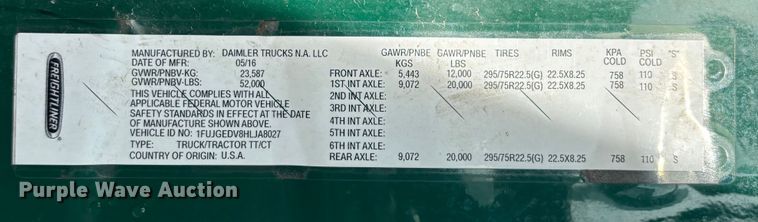 FREIGHTLINER
MANUFACTURED BY: DAIMLER TRUCKS N.A. LLC
DATE OF MFR: 05/16
GVWR/PNBV-KG: 23,587
GVWR/PNBV-LBS: 52,000
THIS VEHICLE COMPLIES WITH ALL
APPLICABLE FEDERAL MOTOR VEHICLE
SAFETY STANDARDS IN EFFECT AT THE DATE
OF MANUFACTURE SHOWN ABOVE.
VEHICLE ID NO.: 1FUJGEDV8HLJA8027
TYPE: TRUCK/TRACTOR TT/CT
COUNTRY OF ORIGIN: U.S.A.
GAWR/PNBE KGS GAWR/PNBE LBS TIRES RIMS KPA COLD PSI COLD "S"
FRONT AXLE: 5,443 12,000 295/75R22.5(G) 22.5X8.25 758 110 S
1ST INT AXLE: 9,072 20,000 295/75R22.5(G) 22.5X8.25 758 110 S
2ND INT AXLE:
3RD INT AXLE:
4TH INT AXLE:
5TH INT AXLE:
6TH INT AXLE:
REAR AXLE: 9,072 20,000 295/75R22.5(G) 22.5X8.25 758 110 S
Purple Wave Auction